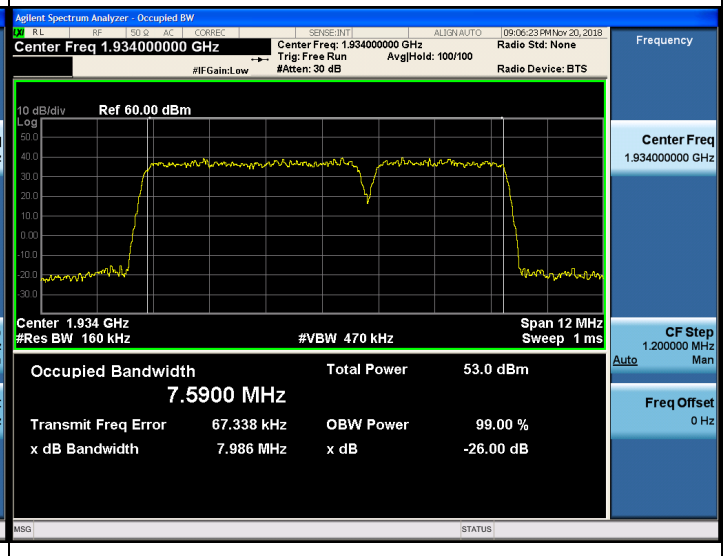 Agilent Spectrum Analyzer - Occupied BW
LXI RL RF 50 Ω AC CORREC SENSE:INT ALIGN AUTO 09:06:23 PM Nov 20, 2018
Center Freq 1.934000000 GHz
Center Freq: 1.934000000 GHz
Radio Std: None
Trig: Free Run Avg|Hold: 100/100
#IFGain:Low
#Atten: 30 dB
Radio Device: BTS
10 dB/div
Ref 60.00 dBm
Log
50.0
40.0
30.0
20.0
10.0
0.00
-10.0
-20.0
-30.0
Center 1.934 GHz
Span 12 MHz
#Res BW 160 kHz
#VBW 470 kHz
Sweep 1 ms
Occupied Bandwidth
Total Power 53.0 dBm
7.5900 MHz
Transmit Freq Error 67.338 kHz
OBW Power 99.00 %
x dB Bandwidth 7.986 MHz
x dB -26.00 dB
MSG
STATUS
Frequency
Center Freq
1.934000000 GHz
CF Step
1.200000 MHz
Auto Man
Freq Offset
0 Hz